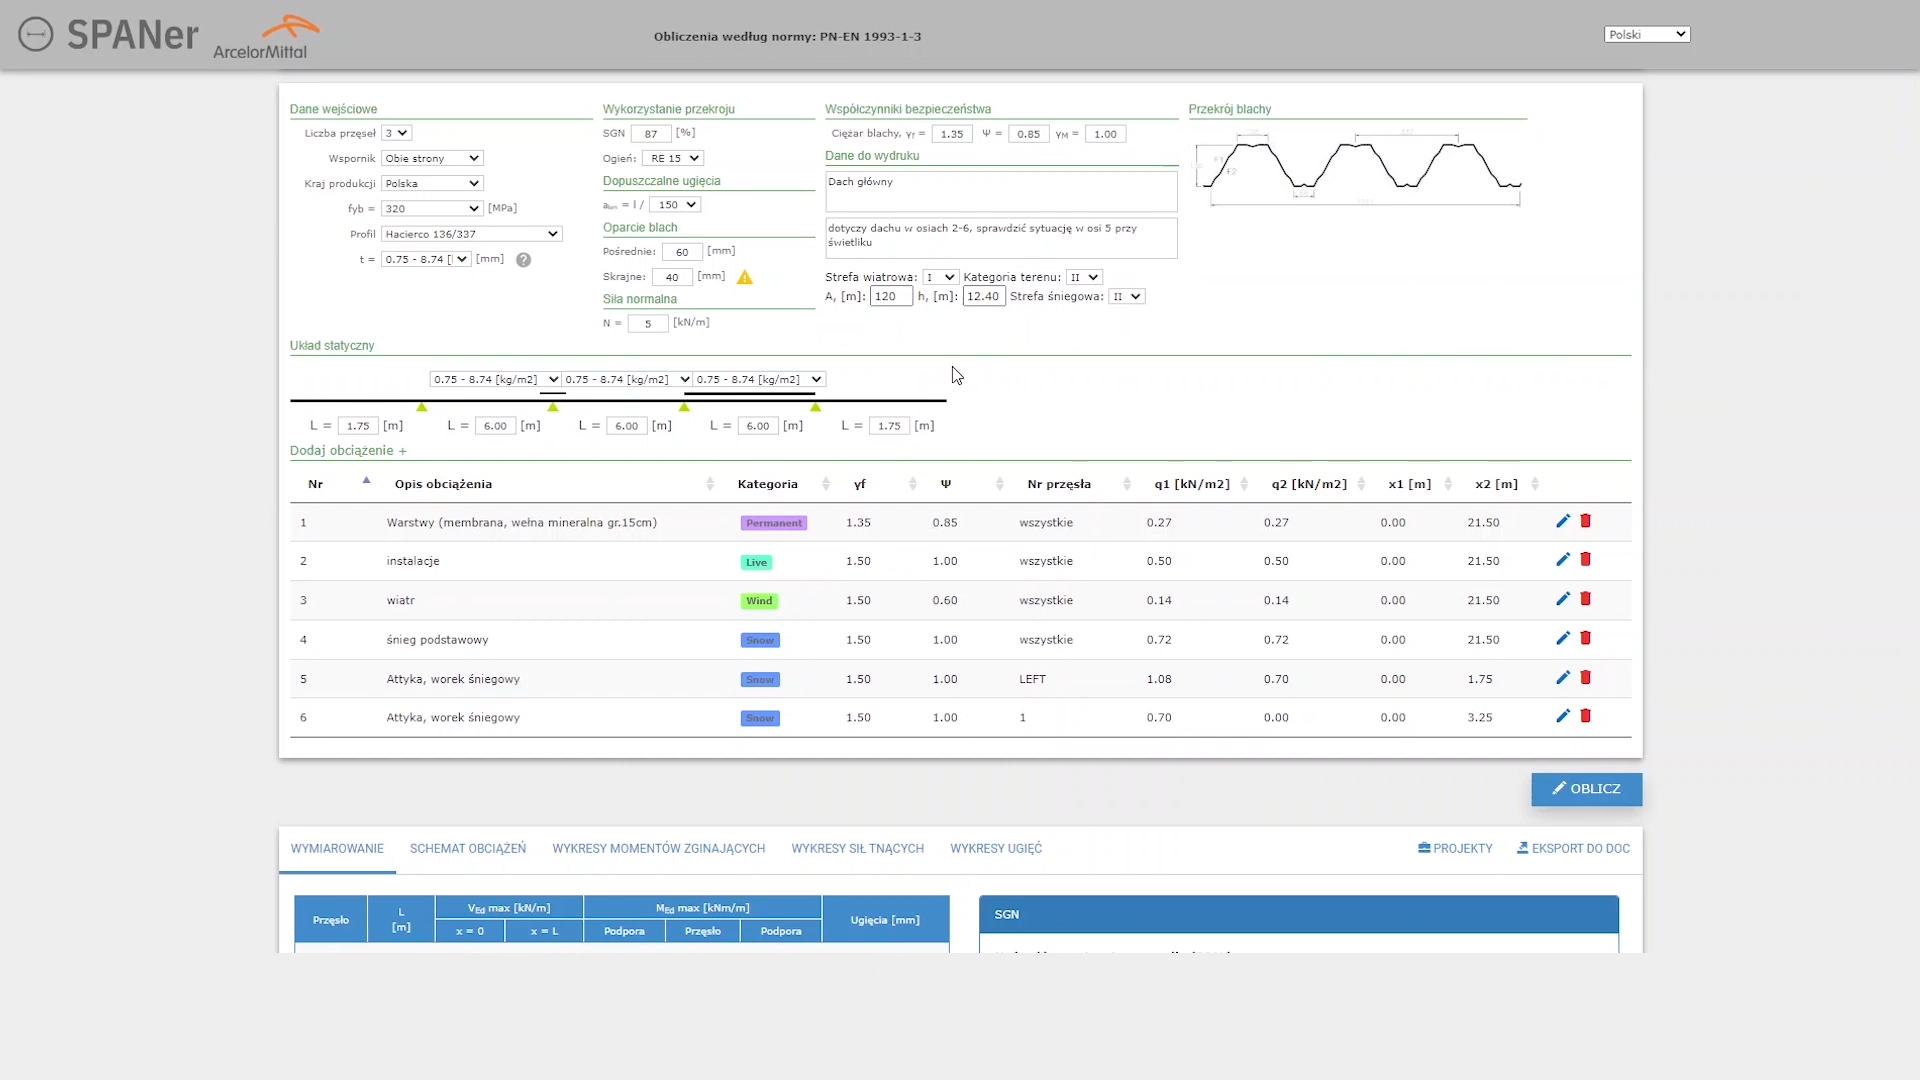 SPANer
ArcelorMittal
Obliczenia według normy: PN-EN 1993-1-3
Polski
Dane wejściowe
Liczba przęseł 3
Wspornik Obie strony
Kraj produkcji Polska
fyb = 320 [MPa]
Profil Hacierco 136/337
t = 0.75 - 8.74 [mm] ?
Wykorzystanie przekroju
SGN 87 [%]
Ogień: RE 15
Dopuszczalne ugięcia
= l / 150
Oparcie blach
Pośrednie: 60 [mm]
Skrajne: 40 [mm]
Siła normalna
N = 5 [kN/m]
Współczynniki bezpieczeństwa
Ciężar blachy, γf = 1.35 Ψ = 0.85 γM = 1.00
Dane do wydruku
Dach główny
dotyczy dachu w osiach 2-6, sprawdzić sytuację w osi 5 przy
świetliku
Strefa wiatrowa: I Kategoria terenu: II
A, [m]: 120 h, [m]: 12.40 Strefa śniegowa: II
Przekrój blachy
F1
F2
Układ statyczny
0.75 - 8.74 [kg/m2] 0.75 - 8.74 [kg/m2] 0.75 - 8.74 [kg/m2]
L = 1.75 [m] L = 6.00 [m] L = 6.00 [m] L = 6.00 [m] L = 1.75 [m]
Dodaj obciążenie +
Nr Opis obciążenia Kategoria γf Ψ Nr przęsła q1 [kN/m2] q2 [kN/m2] x1 [m] x2 [m]
1 Warstwy (membrana, wełna mineralna gr.15cm) Permanent 1.35 0.85 wszystkie 0.27 0.27 0.00 21.50
2 instalacje Live 1.50 1.00 wszystkie 0.50 0.50 0.00 21.50
3 wiatr Wind 1.50 0.60 wszystkie 0.14 0.14 0.00 21.50
4 śnieg podstawowy Snow 1.50 1.00 wszystkie 0.72 0.72 0.00 21.50
5 Attyka, worek śniegowy Snow 1.50 1.00 LEFT 1.08 0.70 0.00 1.75
6 Attyka, worek śniegowy Snow 1.50 1.00 1 0.70 0.00 0.00 3.25
OBLICZ
WYMIAROWANIE SCHEMAT OBCIĄŻEŃ WYKRESY MOMENTÓW ZGINAJĄCYCH WYKRESY SIŁ TNĄCYCH WYKRESY UGIĘĆ PROJEKTY EKSPORT DO DOC
Przęsło L [m] VEd max [kN/m] MEd max [kNm/m] Ugięcia [mm]
x = 0 x = L Podpora Przęsło Podpora
SGN